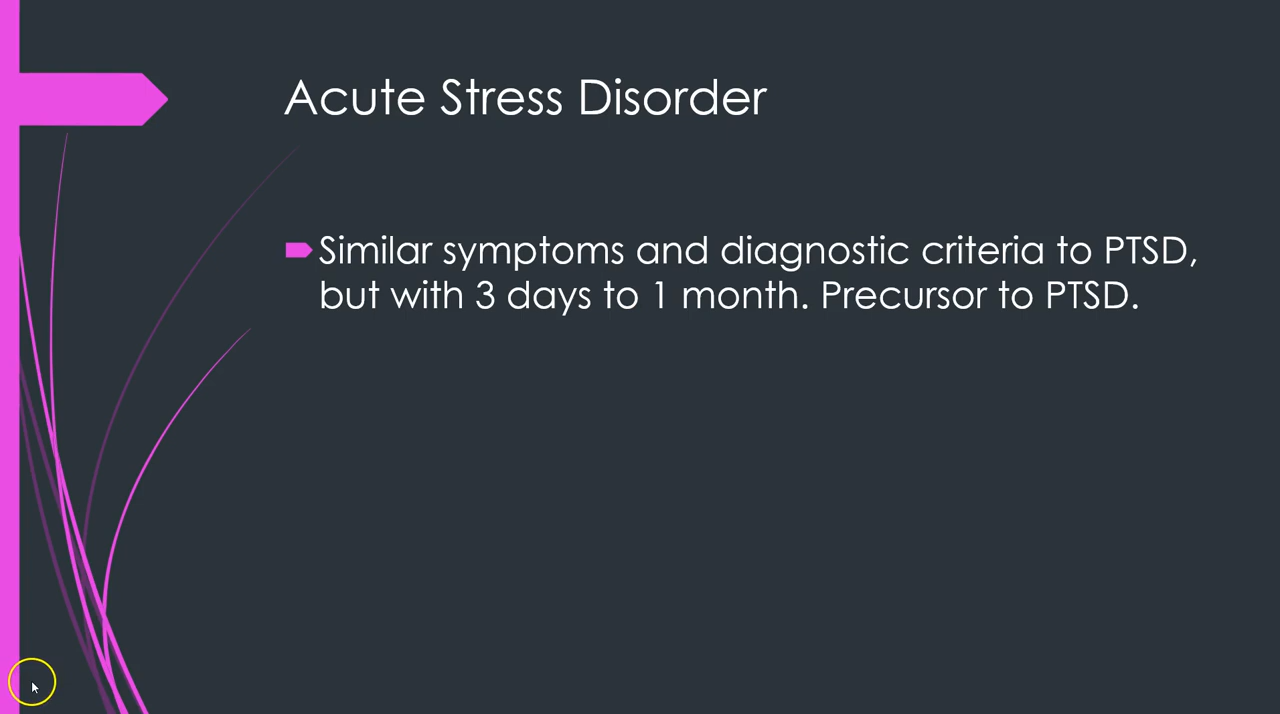 Acute Stress Disorder
Similar symptoms and diagnostic criteria to PTSD,
but with 3 days to 1 month. Precursor to PTSD.